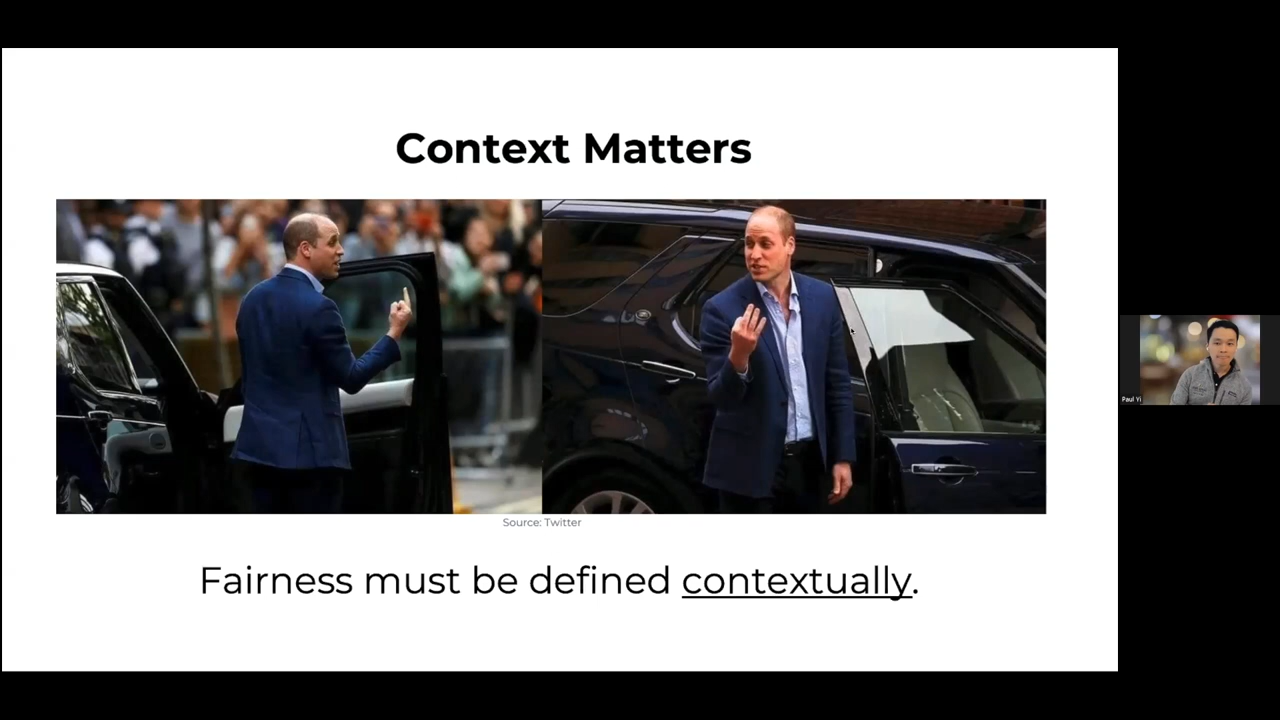 Context Matters
Source: Twitter
Fairness must be defined contextually.
Paul Yi